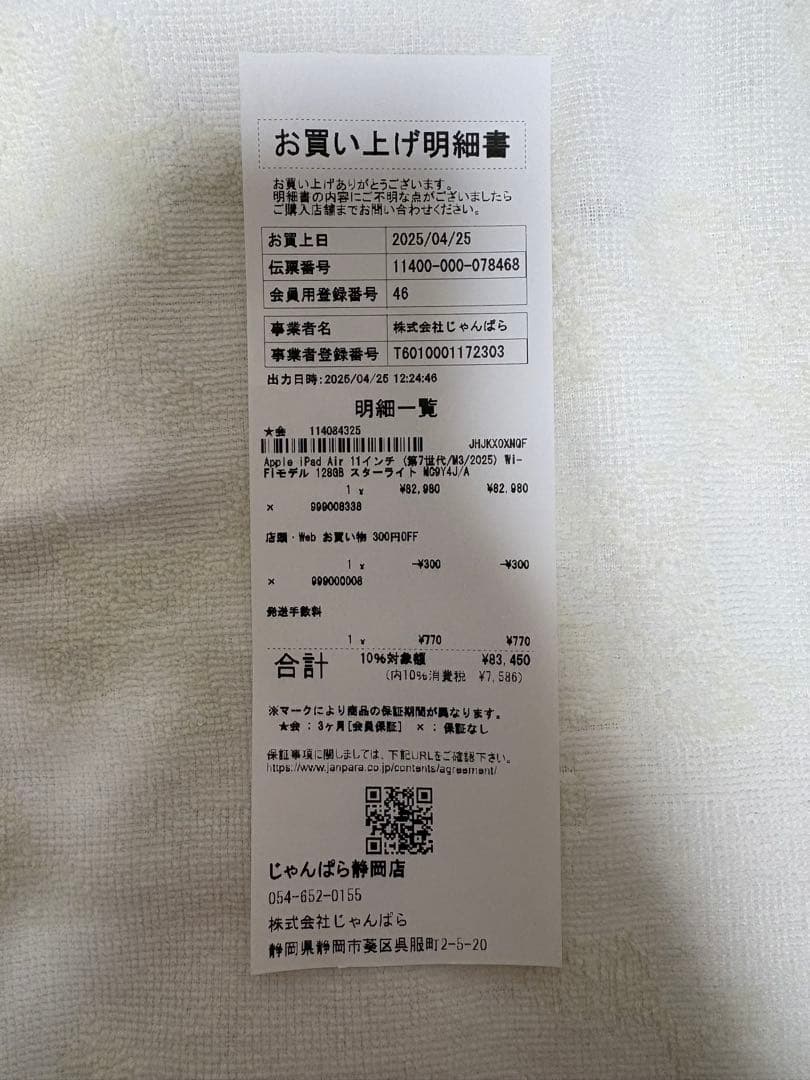 お買い上げ明細書
お買い上げありがとうございます。
明細書の内容にご不明な点がございましたら
ご購入店舗までお問い合わせください。
お買上日 2025/04/25
伝票番号 11400-000-078468
会員用登録番号 46
事業者名 株式会社じゃんぱら
事業者登録番号 T6010001172303
出力日時:2025/04/25 12:24:46
明細一覧
★会 114084325
JHJKX0XNQF
Apple iPad Air 11インチ (第7世代/M3/2025) Wi-
Fiモデル 128GB スターライト MC9Y4J/A
1 x ¥82,980 ¥82,980
× 999008338
店頭・Web お買い物 300円OFF
1 x -¥300 -¥300
× 999000008
発送手数料
1 x ¥770 ¥770
合計 10%対象額 ¥83,450
(内10%消費税 ¥7,586)
※マークにより商品の保証期間が異なります。
★会 : 3ヶ月[会員保証] × : 保証なし
保証事項に関しましては、下記URLをご確認下さい。
https://www.janpara.co.jp/contents/agreement/
じゃんぱら静岡店
054-652-0155
株式会社じゃんぱら
静岡県静岡市葵区呉服町2-5-20